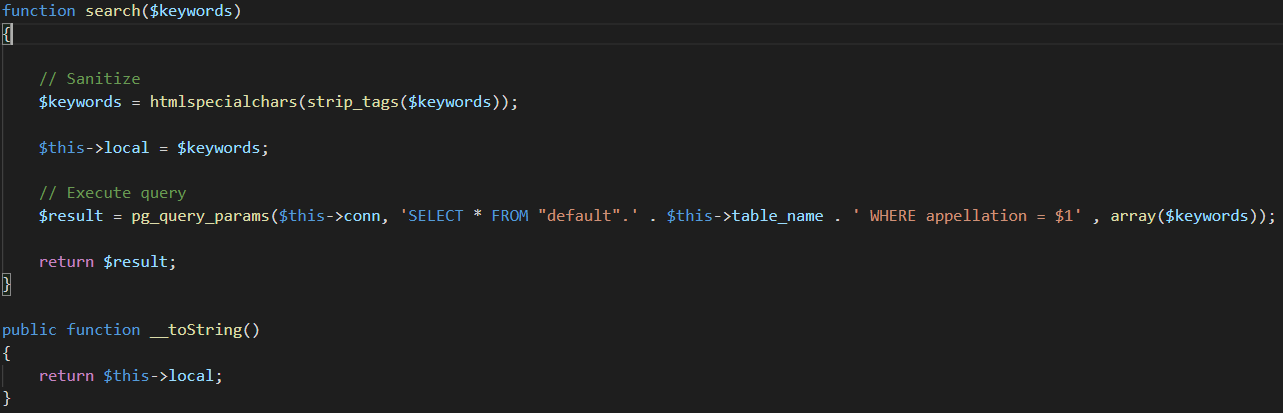 function search($keywords)
{
// Sanitize
$keywords = htmlspecialchars(strip_tags($keywords));
$this->local = $keywords;
// Execute query
$result = pg_query_params($this->conn, 'SELECT * FROM "default".' . $this->table_name . ' WHERE appellation = $1' , array($keywords));
return $result;
}
public function __toString()
{
return $this->local;
}